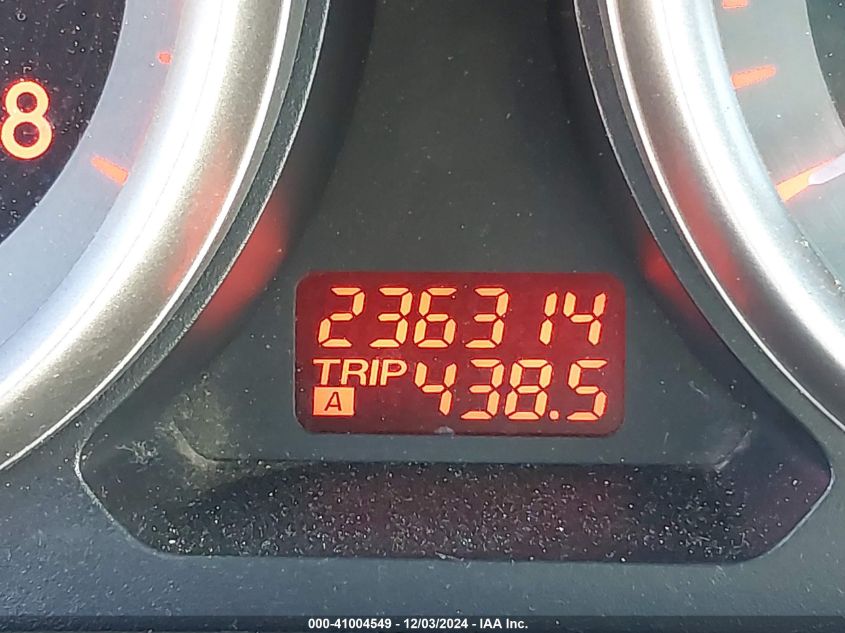 8
236314
TRIP 438.5
A
000-41004549 - 12/03/2024 - IAA Inc.